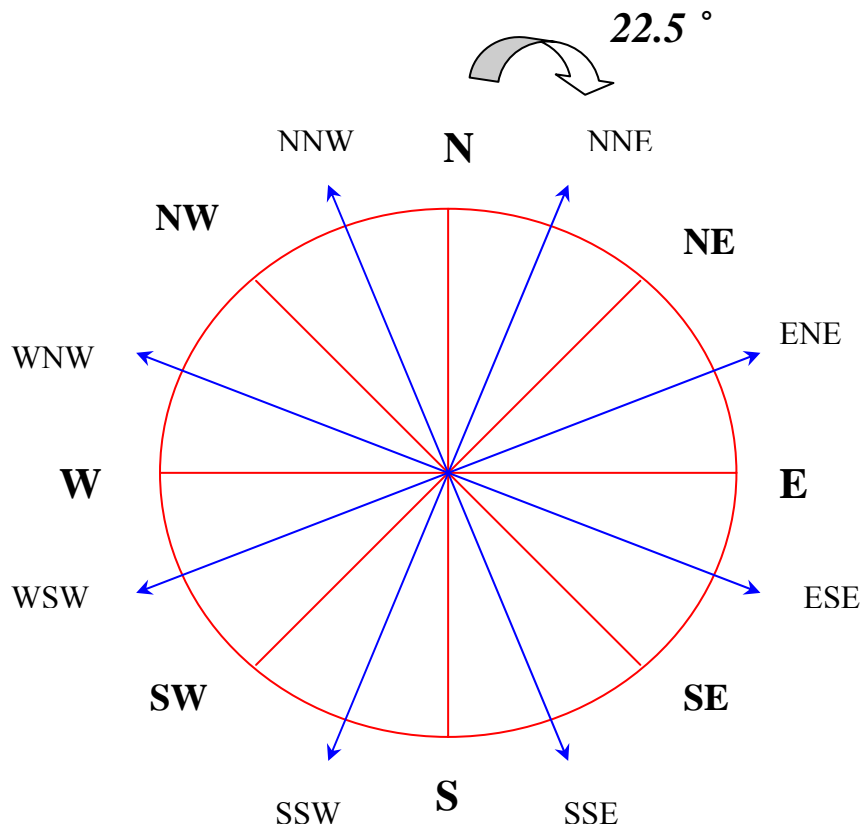 22.5 °
NNW N NNE
NW NE
WNW ENE
W E
WSW ESE
SW SE
SSW S SSE